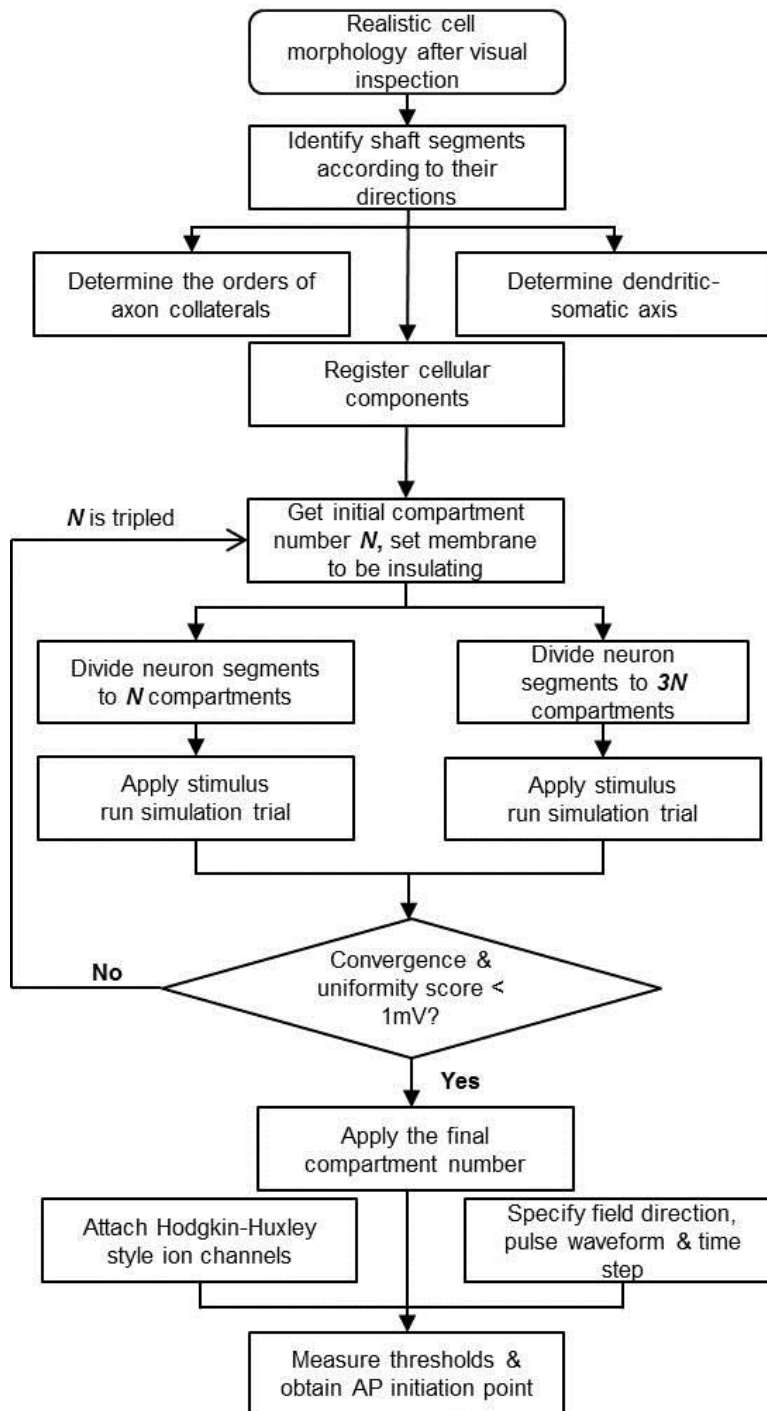 Realistic cell
morphology after visual
inspection
Identify shaft segments
according to their
directions
Determine the orders of
axon collaterals
Determine dendritic-
somatic axis
Register cellular
components
N is tripled
Get initial compartment
number N, set membrane
to be insulating
Divide neuron segments
to N compartments
Divide neuron
segments to 3N
compartments
Apply stimulus
run simulation trial
Apply stimulus
run simulation trial
No
Convergence &
uniformity score <
1mV?
Yes
Apply the final
compartment number
Attach Hodgkin-Huxley
style ion channels
Specify field direction,
pulse waveform & time
step
Measure thresholds &
obtain AP initiation point